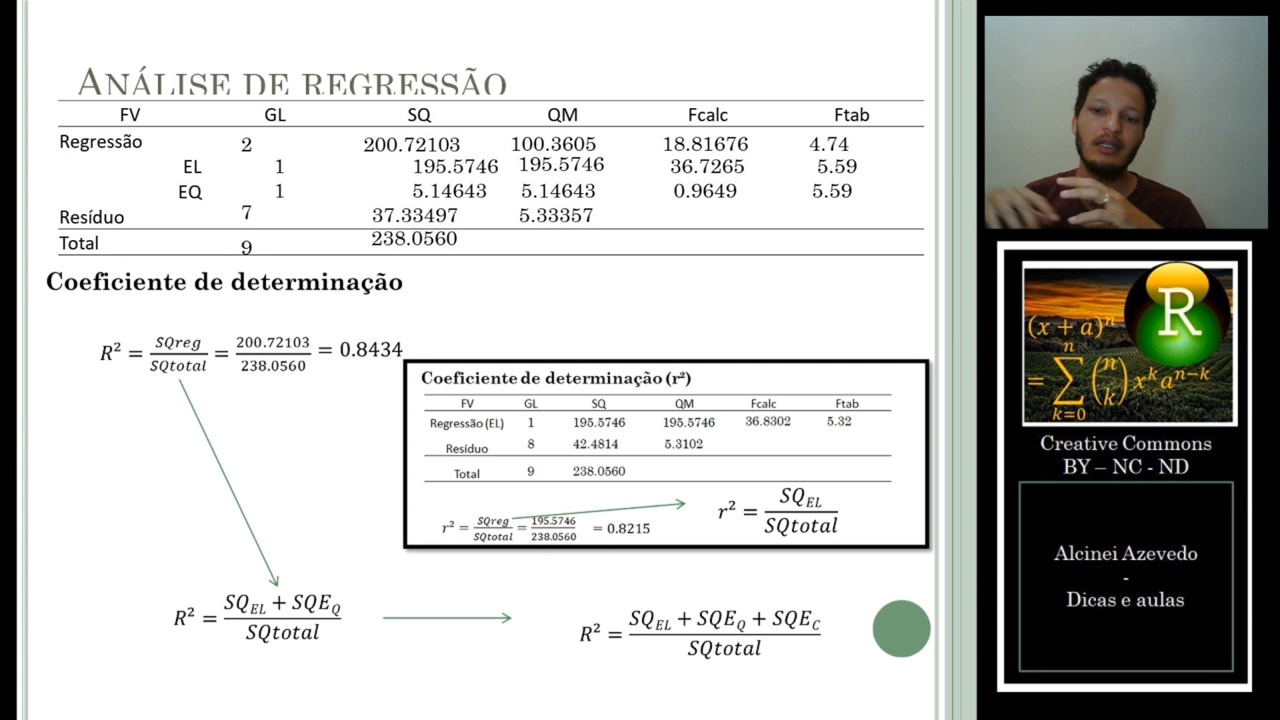 ANÁLISE DE REGRESSÃO
FV GL SQ QM Fcalc Ftab
Regressão 2 200.72103 100.3605 18.81676 4.74
EL 1 195.5746 195.5746 36.7265 5.59
EQ 1 5.14643 5.14643 0.9649 5.59
Resíduo 7 37.33497 5.33357
Total 9 238.0560
Coeficiente de determinação
R² = SQreg / SQtotal = 200.72103 / 238.0560 = 0.8434
Coeficiente de determinação (r²)
FV GL SQ QM Fcalc Ftab
Regressão (EL) 1 195.5746 195.5746 36.8302 5.32
Resíduo 8 42.4814 5.3102
Total 9 238.0560
r² = SQreg / SQtotal = 195.5746 / 238.0560 = 0.8215
r² = SQ_EL / SQtotal
R² = SQ_EL + SQE_Q / SQtotal
R² = SQ_EL + SQE_Q + SQE_C / SQtotal
R
(x + a)^n
= ∑_{k=0}^{n} (n k) x^k a^{n−k}
Creative Commons
BY – NC - ND
Alcinei Azevedo
-
Dicas e aulas